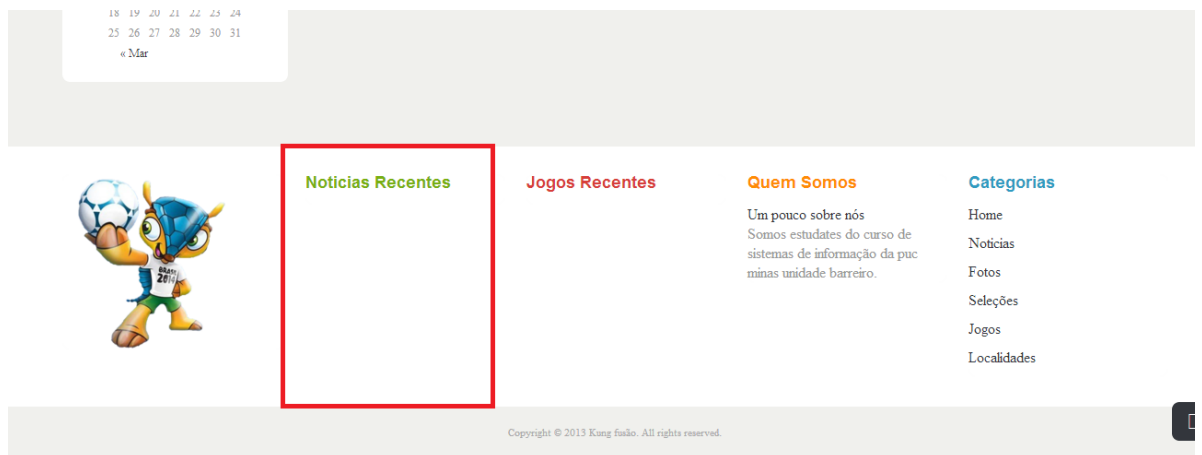 18 19 20 21 22 23 24
25 26 27 28 29 30 31
« Mar
BRASIL
2014
Noticias Recentes
Jogos Recentes
Quem Somos
Um pouco sobre nós
Somos estudates do curso de
sistemas de informação da puc
minas unidade barreiro.
Categorias
Home
Noticias
Fotos
Seleções
Jogos
Localidades
Copyright © 2013 Kung fusão. All rights reserved.